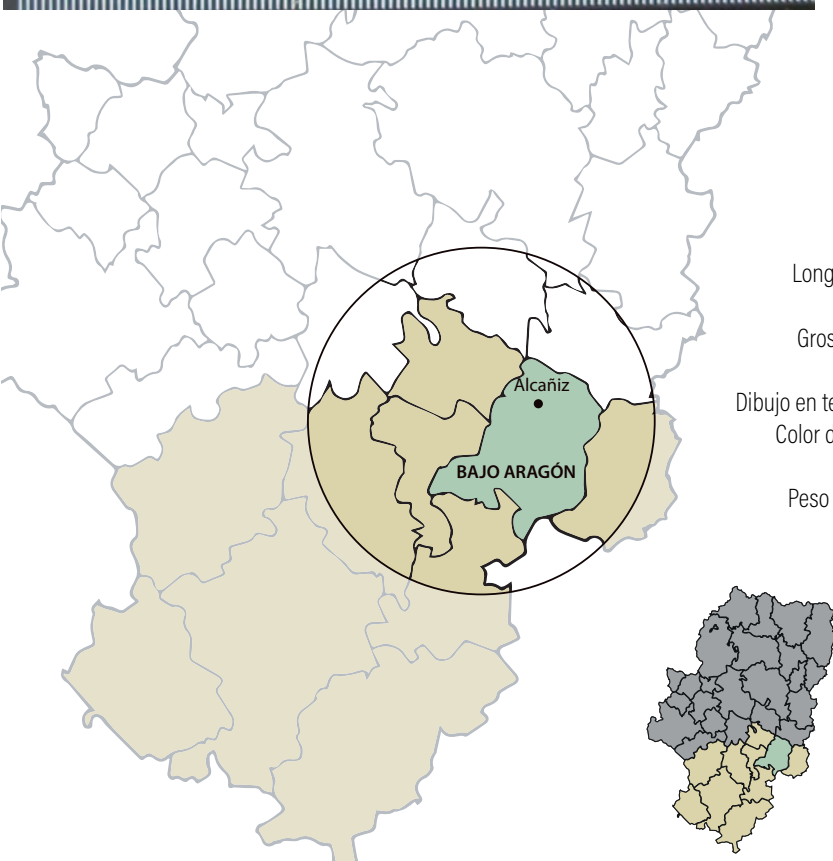 Long
Gros
Alcañiz
Dibujo en te
Color d
BAJO ARAGÓN
Peso